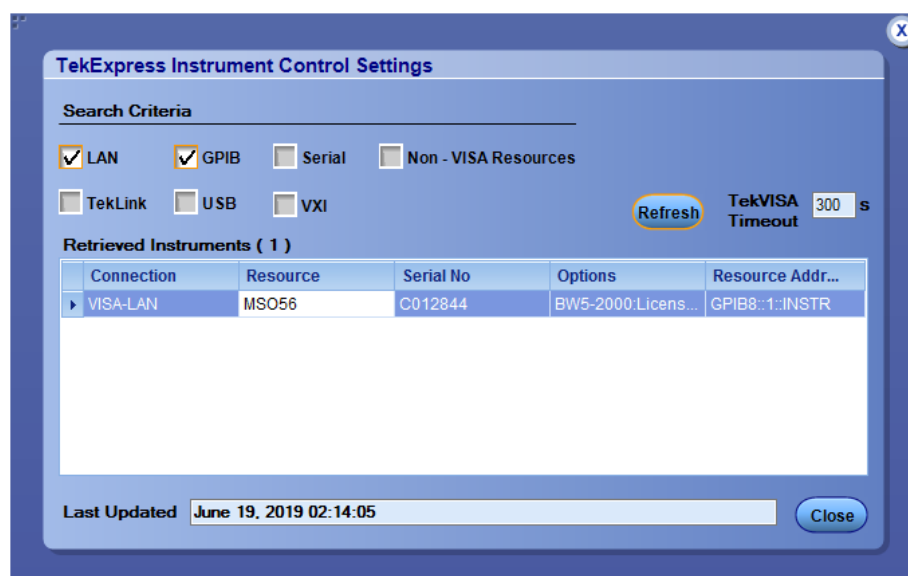 X
TekExpress Instrument Control Settings
Search Criteria
LAN GPIB Serial Non - VISA Resources
TekLink USB VXI
Refresh TekVISA Timeout 300 s
Retrieved Instruments ( 1 )
Connection Resource Serial No Options Resource Addr...
VISA-LAN MSO56 C012844 BW5-2000:Licens... GPIB8::1::INSTR
Last Updated June 19, 2019 02:14:05
Close